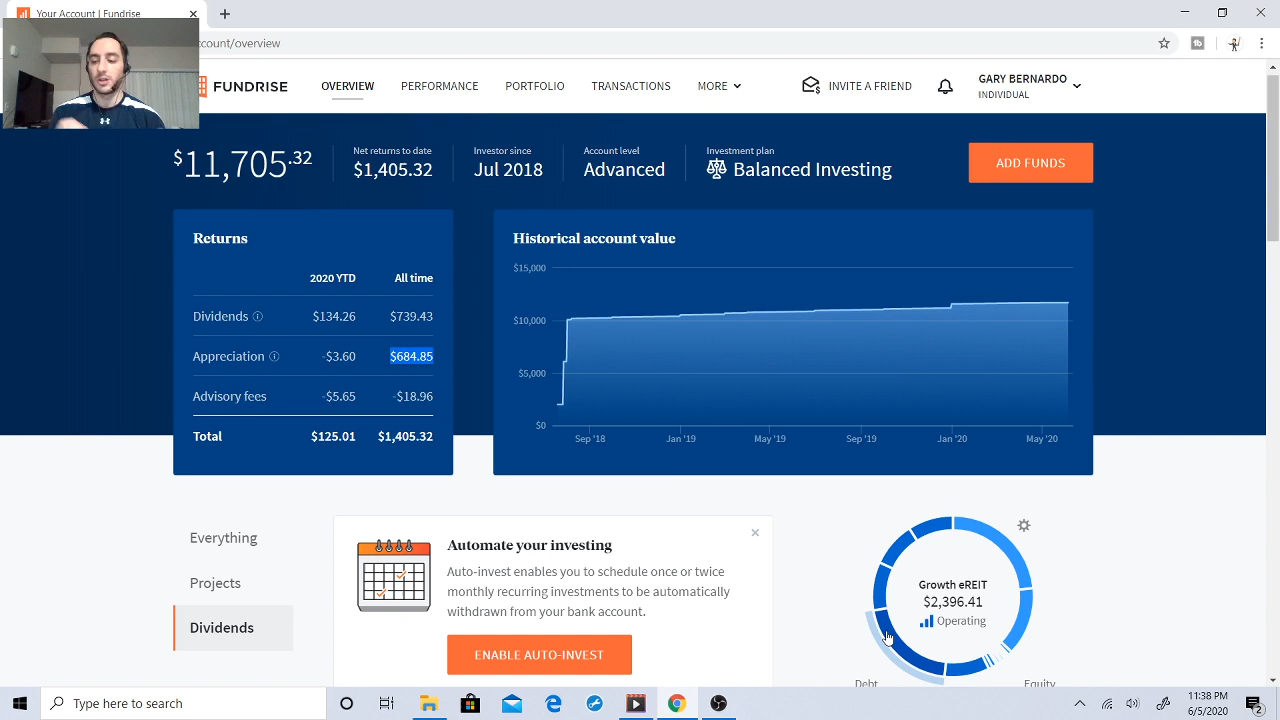 Your Account | Fundrise
count/overview
FUNDRISE
OVERVIEW
PERFORMANCE
PORTFOLIO
TRANSACTIONS
MORE
INVITE A FRIEND
GARY BERNARDO
INDIVIDUAL
$11,705.32
Net returns to date
$1,405.32
Investor since
Jul 2018
Account level
Advanced
Investment plan
Balanced Investing
ADD FUNDS
Returns
2020 YTD All time
Dividends $134.26 $739.43
Appreciation -$3.60 $684.85
Advisory fees -$5.65 -$18.96
Total $125.01 $1,405.32
Historical account value
$15,000
$10,000
$5,000
$0
Sep '18 Jan '19 May '19 Sep '19 Jan '20 May '20
Everything
Projects
Dividends
Automate your investing
Auto-invest enables you to schedule once or twice
monthly recurring investments to be automatically
withdrawn from your bank account.
ENABLE AUTO-INVEST
Growth eREIT
$2,396.41
Operating
Debt Equity
Type here to search
11:38 PM
6/5/2020
2